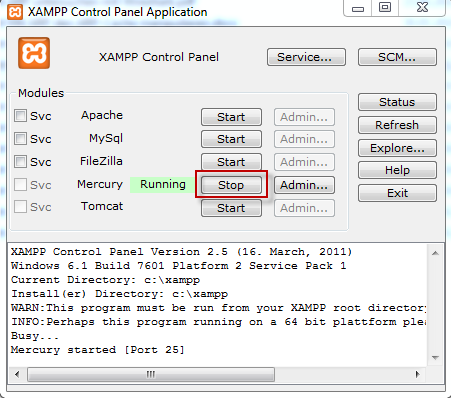 XAMPP Control Panel Application
XAMPP Control Panel
Service...
SCM...
Modules
Svc Apache Start Admin...
Svc MySql Start Admin...
Svc FileZilla Start Admin...
Svc Mercury Running Stop Admin...
Svc Tomcat Start
Status
Refresh
Explore...
Help
Exit
XAMPP Control Panel Version 2.5 (16. March, 2011)
Windows 6.1 Build 7601 Platform 2 Service Pack 1
Current Directory: c:\xampp
Install(er) Directory: c:\xampp
WARN:This program must be run from your XAMPP root directory
INFO:Perhaps this program running on a 64 bit plattform plea
Busy...
Mercury started [Port 25]